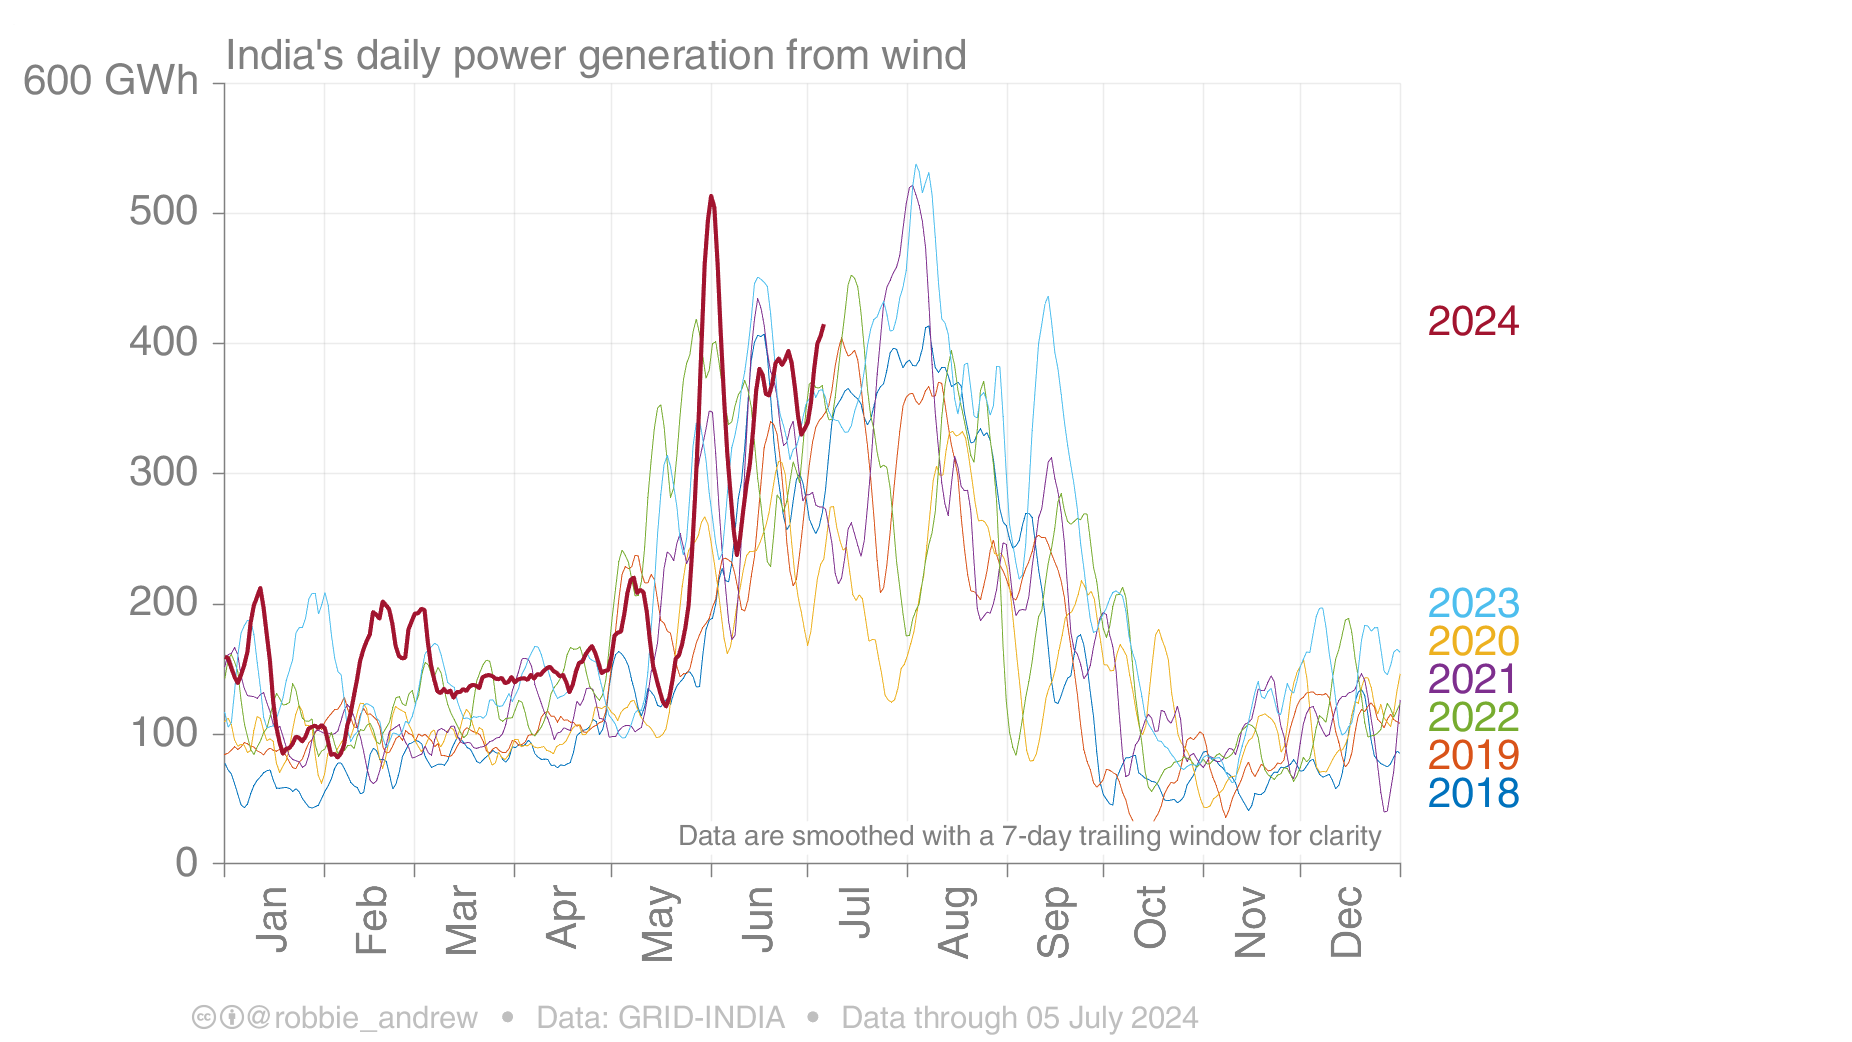 India's daily power generation from wind
600 GWh
500
400
300
200
100
0
2024
2023
2020
2021
2022
2019
2018
Data are smoothed with a 7-day trailing window for clarity
Jan
Feb
Mar
Apr
May
Jun
Jul
Aug
Sep
Oct
Nov
Dec
cc @robbie_andrew • Data: GRID-INDIA • Data through 05 July 2024